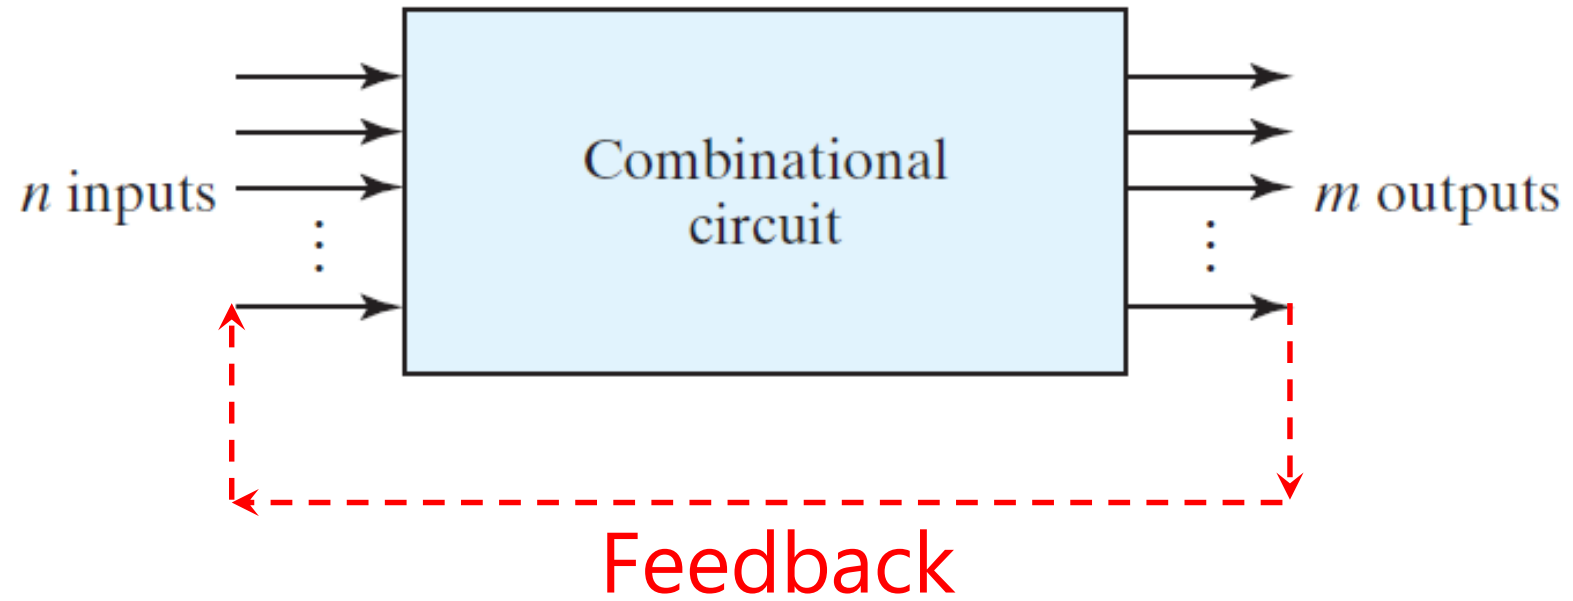 Combinational
circuit
n inputs
m outputs
Feedback